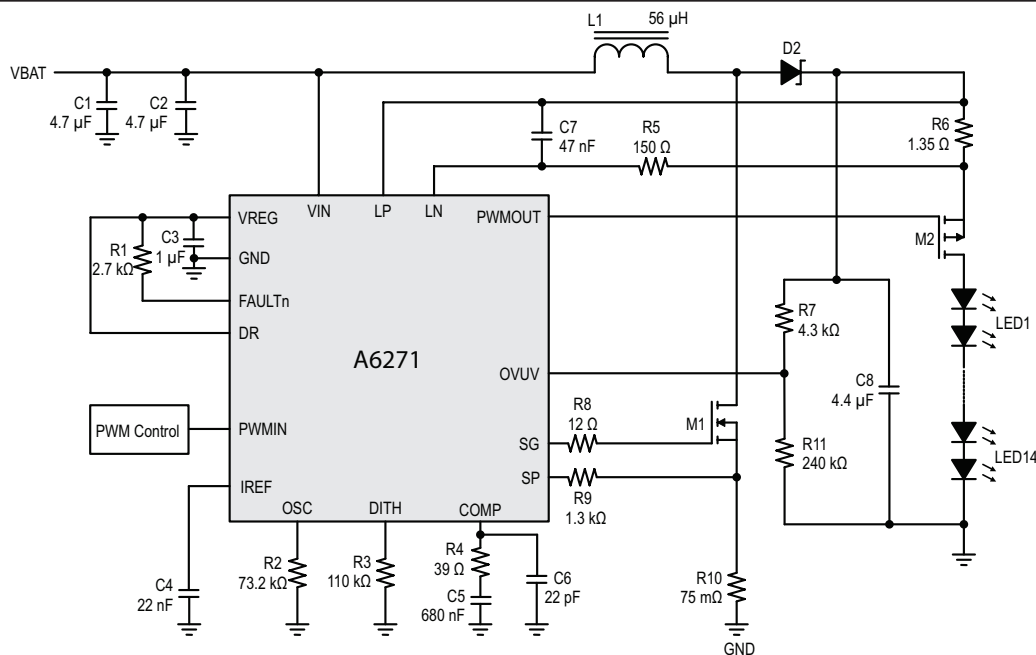 L1
56 µH
D2
VBAT
C1
4.7 µF
C2
4.7 µF
C7
47 nF
R5
150 Ω
R6
1.35 Ω
VIN
LP
LN
PWMOUT
M2
VREG
GND
FAULTn
DR
R1
2.7 kΩ
C3
1 µF
A6271
R7
4.3 kΩ
LED1
OVUV
C8
4.4 µF
PWM Control
PWMIN
R8
12 Ω
M1
SG
SP
R9
1.3 kΩ
R11
240 kΩ
LED14
IREF
OSC
DITH
COMP
C4
22 nF
R2
73.2 kΩ
R3
110 kΩ
R4
39 Ω
C5
680 nF
C6
22 pF
R10
75 mΩ
GND